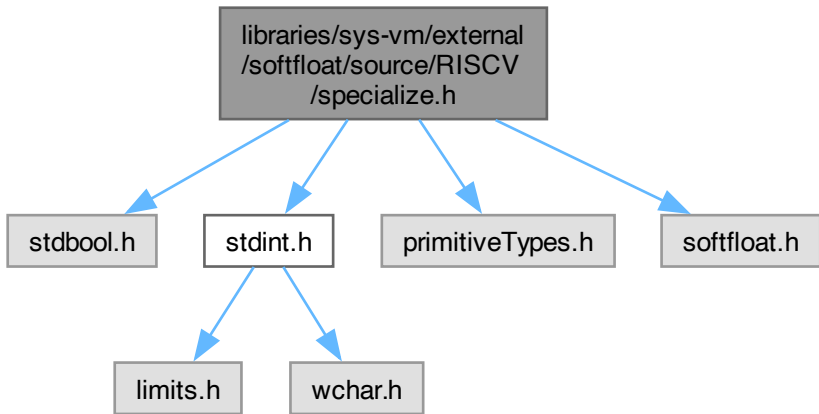 libraries/sys-vm/external
/softfloat/source/RISCV
/specialize.h
stdbool.h
stdint.h
primitiveTypes.h
softfloat.h
limits.h
wchar.h